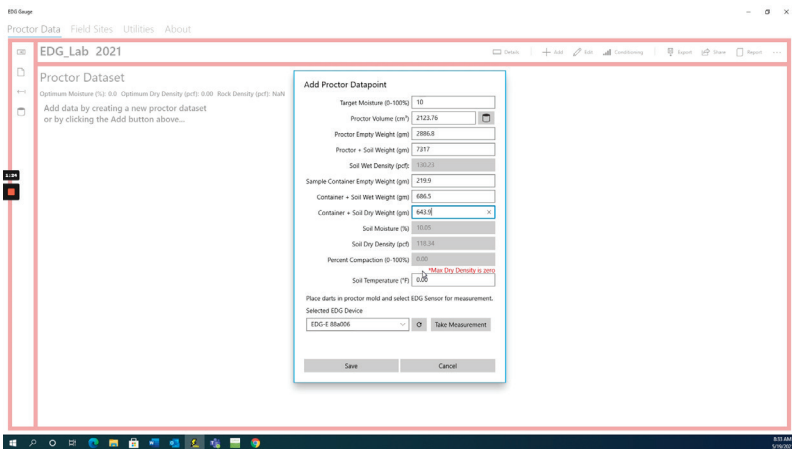 EDG Gauge
Proctor Data Field Sites Utilities About
EDG_Lab 2021
Details Add Edit Conditioning Export Share Report
Proctor Dataset
Optimum Moisture (%): 0.0 Optimum Dry Density (pcf): 0.00 Rock Density (pcf): NaN
Add data by creating a new proctor dataset
or by clicking the Add button above...
Add Proctor Datapoint
Target Moisture (0-100%) 10
Proctor Volume (cm³) 2123.76
Proctor Empty Weight (gm) 2886.8
Proctor + Soil Weight (gm) 7317
Soil Wet Density (pcf): 130.23
Sample Container Empty Weight (gm) 219.9
Container + Soil Wet Weight (gm) 686.5
Container + Soil Dry Weight (gm) 643.9
Soil Moisture (%) 10.05
Soil Dry Density (pcf) 118.34
Percent Compaction (0-100%) 0.00
*Max Dry Density is zero
Soil Temperature (°F) 0.00
Place darts in proctor mold and select EDG Sensor for measurement.
Selected EDG Device
EDG-E 88a006 Take Measurement
Save Cancel
1:24
8:33 AM